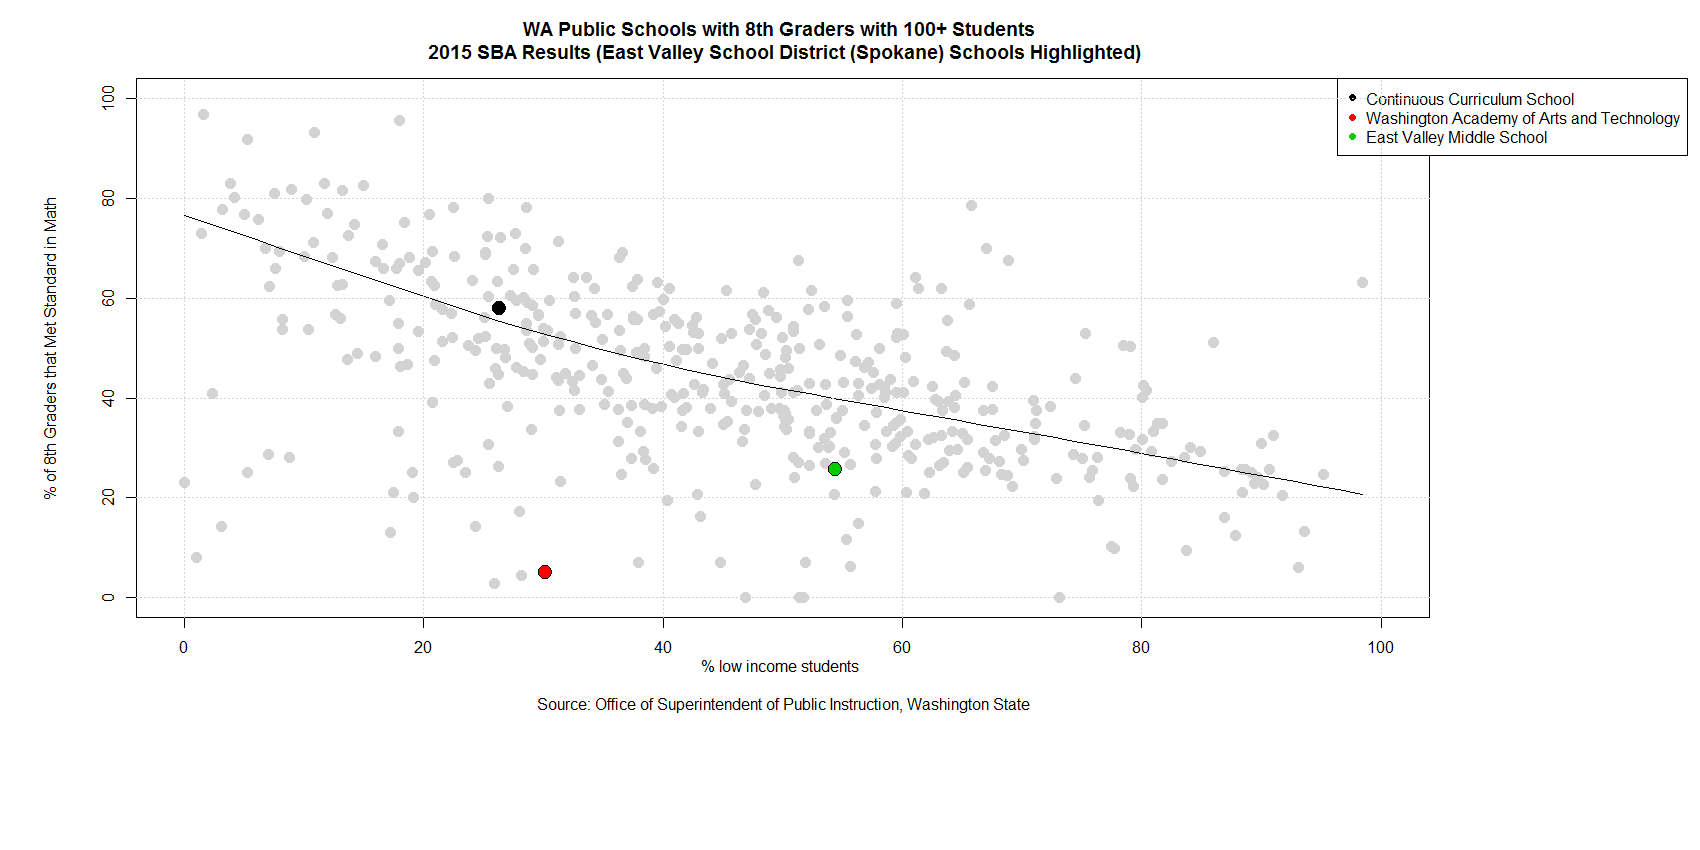 WA Public Schools with 8th Graders with 100+ Students
2015 SBA Results (East Valley School District (Spokane) Schools Highlighted)
Continuous Curriculum School
Washington Academy of Arts and Technology
East Valley Middle School
% of 8th Graders that Met Standard in Math
100
80
60
40
20
0
0 20 40 60 80 100
% low income students
Source: Office of Superintendent of Public Instruction, Washington State